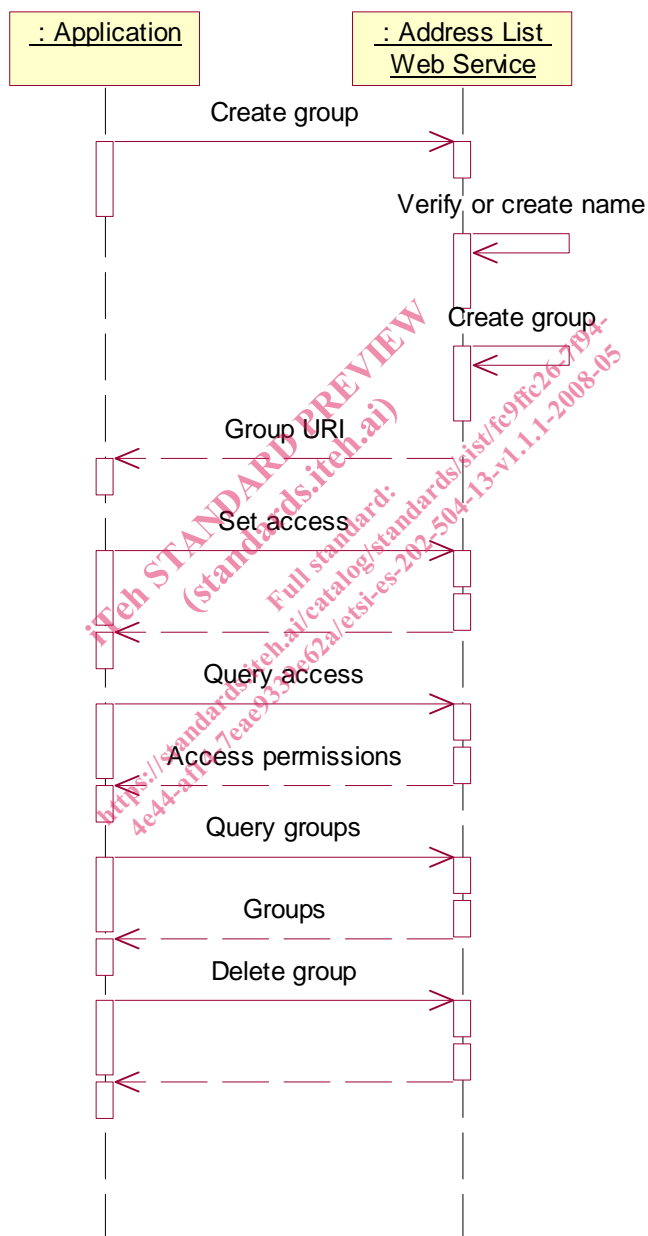 : Application
: Address List
Web Service
Create group
Verify or create name
Create group
Group URI
Set access
Query access
Access permissions
Query groups
Groups
Delete group
iTeh STANDARD PREVIEW
(standards.iteh.ai)
Full standard:
https://standards.iteh.ai/catalog/standards/sist/fc9ffc26-7f94-
4e44-af14-7eae9339e62a/etsi-es-202-504-13-v1.1.1-2008-05